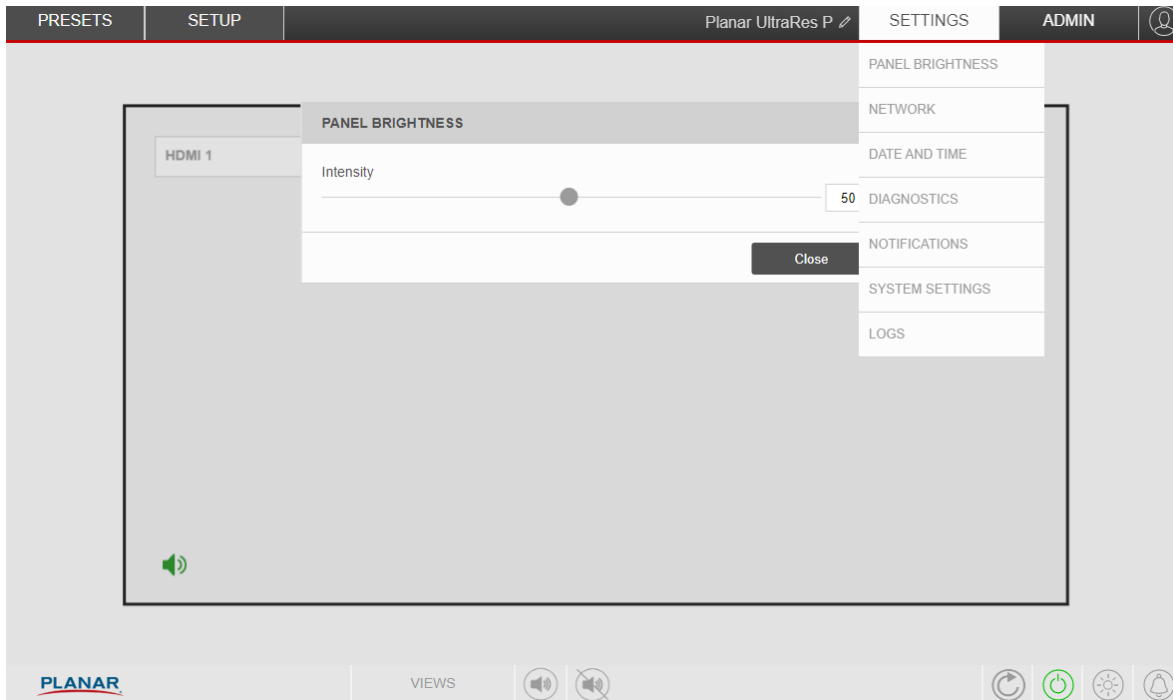 PRESETS
SETUP
Planar UltraRes P
SETTINGS
ADMIN
PANEL BRIGHTNESS
NETWORK
DATE AND TIME
DIAGNOSTICS
NOTIFICATIONS
SYSTEM SETTINGS
LOGS
HDMI 1
PANEL BRIGHTNESS
Intensity
50
Close
PLANAR
VIEWS